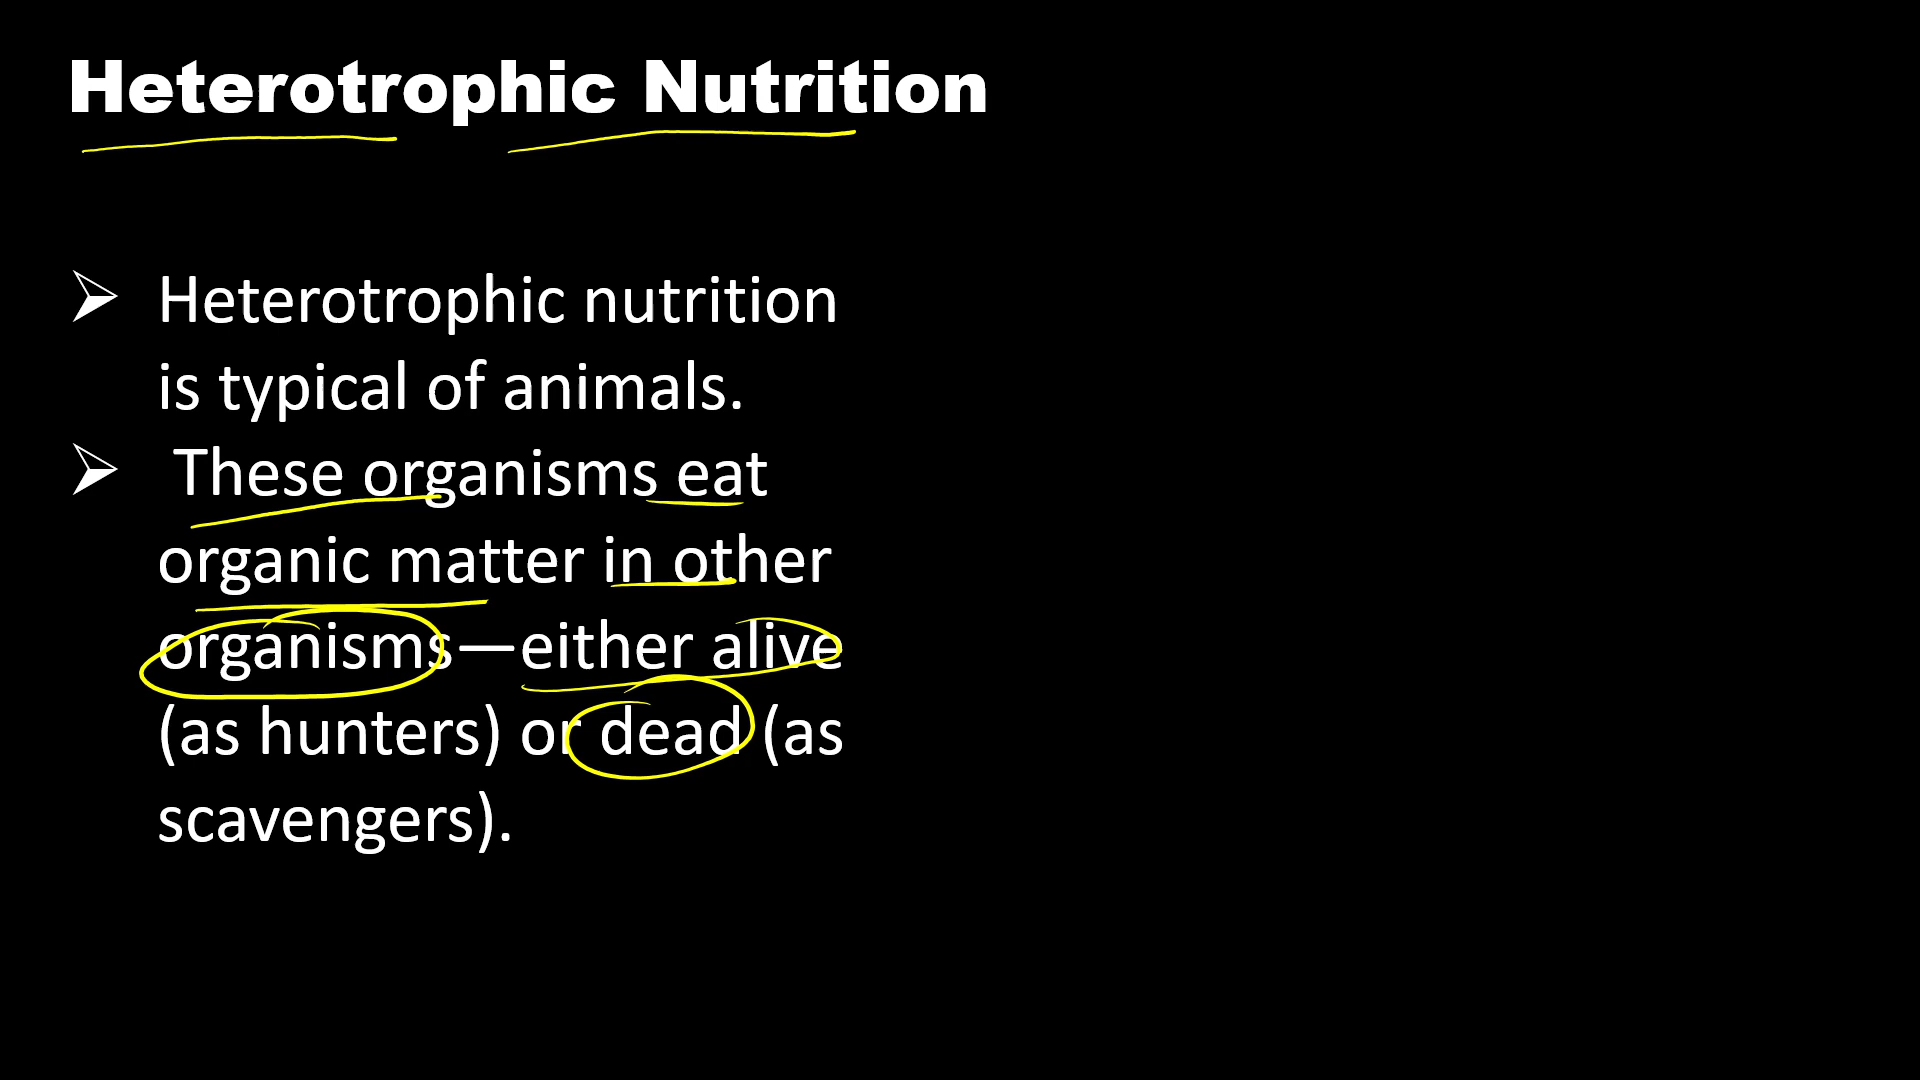 Heterotrophic Nutrition
➢ Heterotrophic nutrition
is typical of animals.
➢ These organisms eat
organic matter in other
organisms—either alive
(as hunters) or dead (as
scavengers).